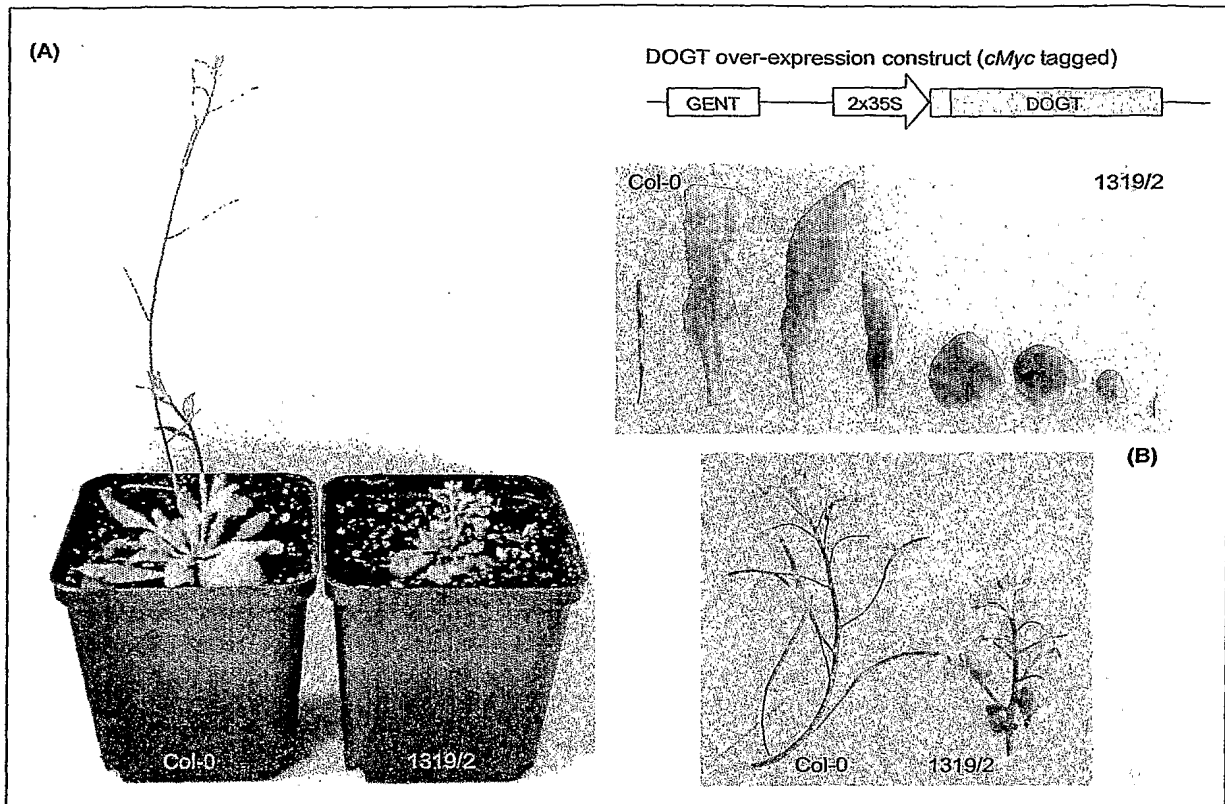 (A)
DOGT over-expression construct (cMyc tagged)
GENT 2x35S DOGT
Col-0 1319/2
(B)
Col-0 1319/2
Col-0 1319/2